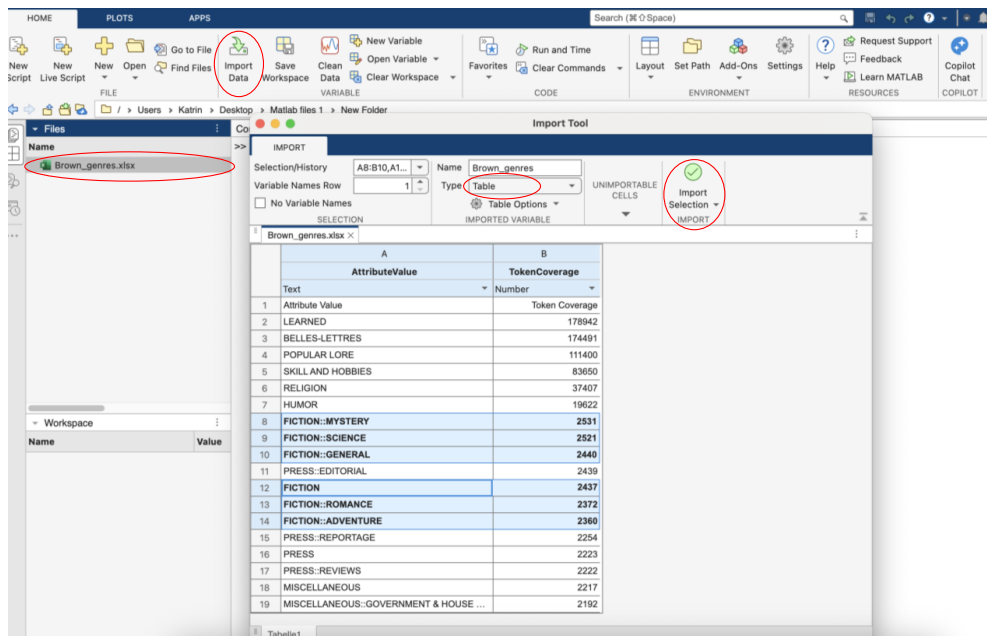 HOME PLOTS APPS Search (⌘⇧Space)
New Script
New Live Script
New
Open
Go to File
Find Files
FILE
Import Data
Save Workspace
Clean Data
New Variable
Open Variable
Clear Workspace
VARIABLE
Favorites
Run and Time
Clear Commands
CODE
Layout
Set Path
Add-Ons
Settings
ENVIRONMENT
Help
Request Support
Feedback
Learn MATLAB
RESOURCES
Copilot Chat
COPILOT
/ › Users › Katrin › Desktop › Matlab files 1 › New Folder
Files
Name
Brown_genres.xlsx
Workspace
Name Value
Co
>>
Import Tool
IMPORT
Selection/History A8:B10,A1...
Variable Names Row 1
No Variable Names
SELECTION
Name Brown_genres
Type Table
Table Options
IMPORTED VARIABLE
UNIMPORTABLE CELLS
Import Selection
IMPORT
Brown_genres.xlsx
A B
AttributeValue TokenCoverage
Text Number
1 Attribute Value Token Coverage
2 LEARNED 178942
3 BELLES-LETTRES 174491
4 POPULAR LORE 111400
5 SKILL AND HOBBIES 83650
6 RELIGION 37407
7 HUMOR 19622
8 FICTION::MYSTERY 2531
9 FICTION::SCIENCE 2521
10 FICTION::GENERAL 2440
11 PRESS::EDITORIAL 2439
12 FICTION 2437
13 FICTION::ROMANCE 2372
14 FICTION::ADVENTURE 2360
15 PRESS::REPORTAGE 2254
16 PRESS 2223
17 PRESS::REVIEWS 2222
18 MISCELLANEOUS 2217
19 MISCELLANEOUS::GOVERNMENT & HOUSE ... 2192
Tabelle1